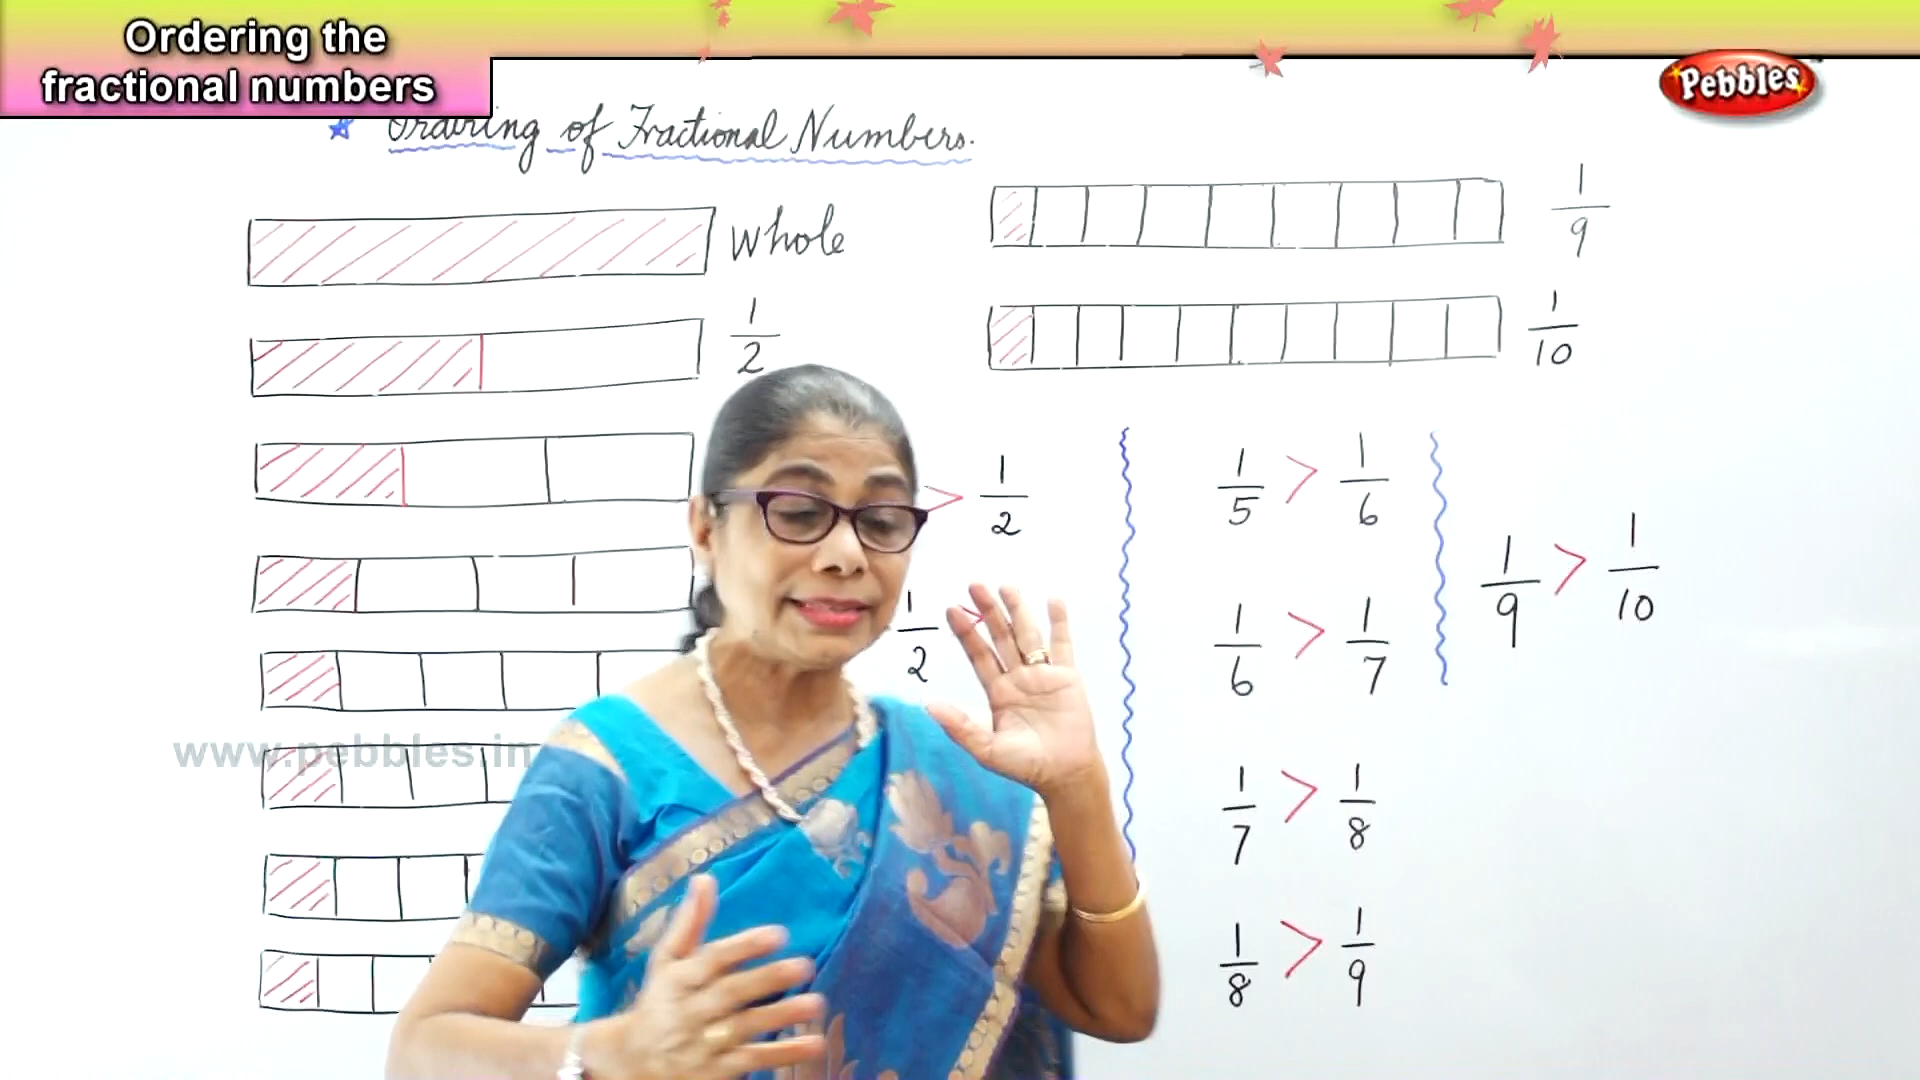 Ordering the
fractional numbers
Pebbles
Ordering of Fractional Numbers.
whole
1/2
1/9
1/10
> 1/2
1/2 >
1/5 > 1/6
1/6 > 1/7
1/7 > 1/8
1/8 > 1/9
1/9 > 1/10
www.pebbles.in